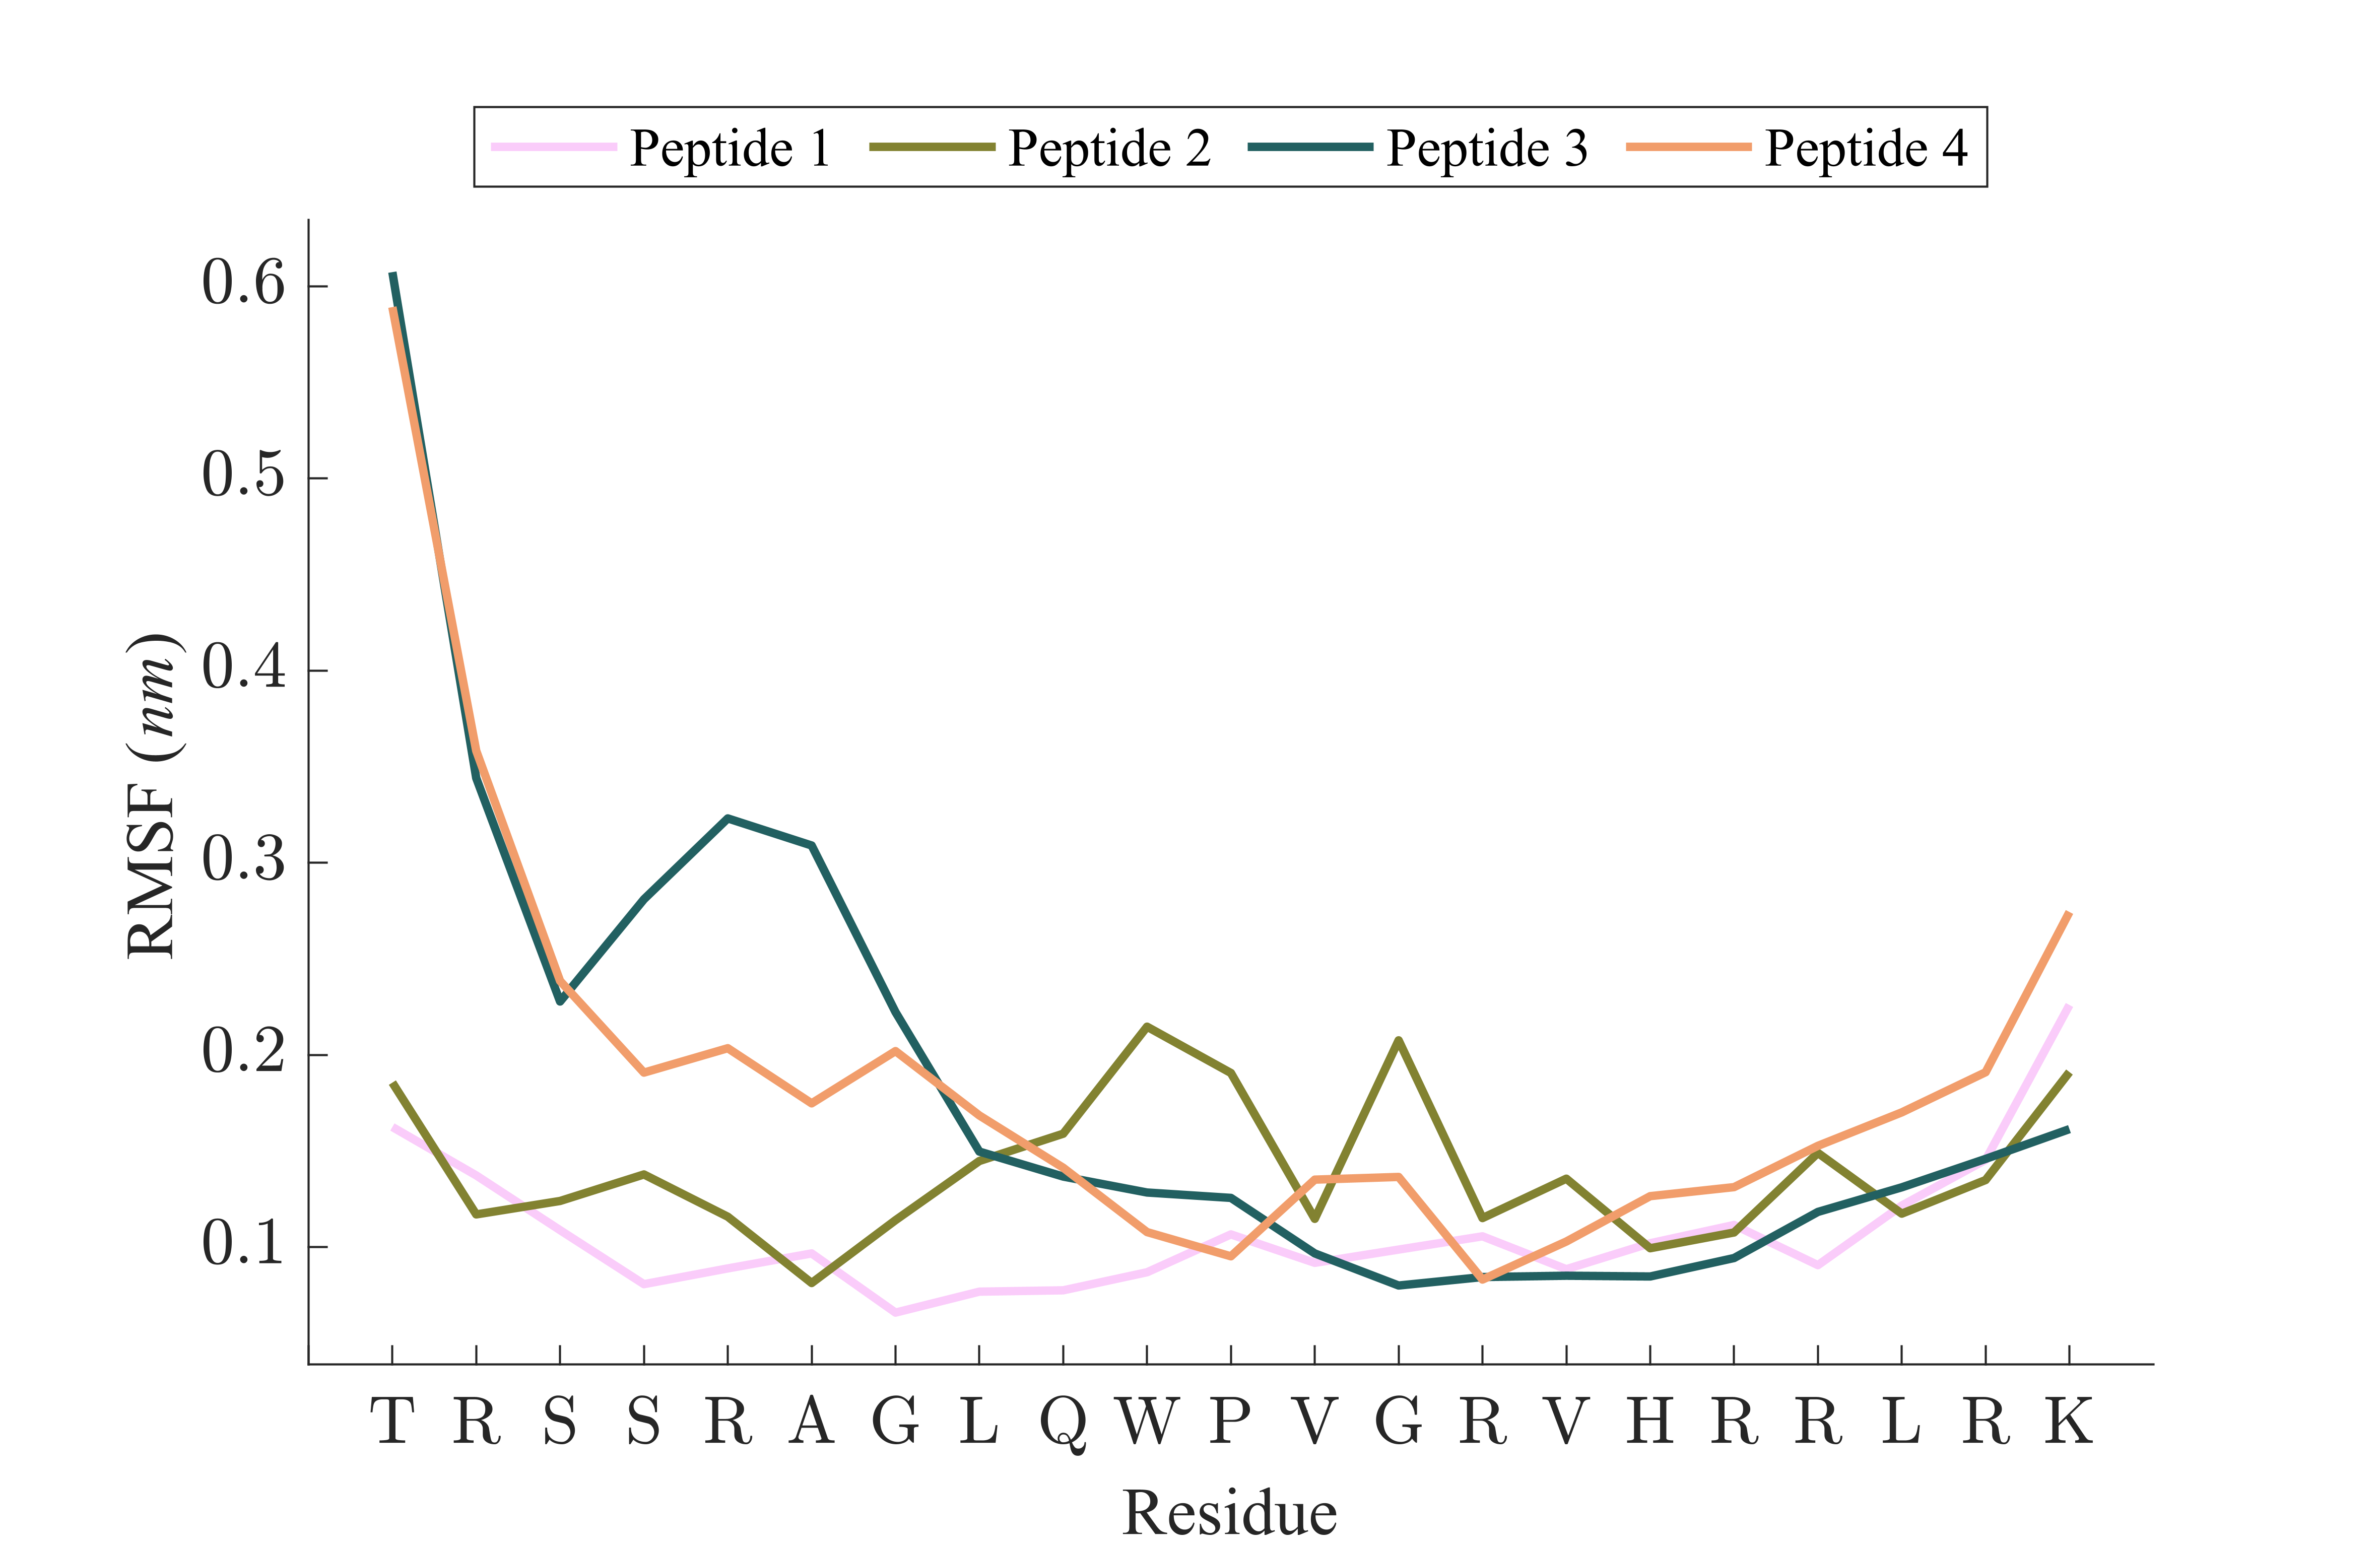 Peptide 1 Peptide 2 Peptide 3 Peptide 4
0.6
0.5
0.4
0.3
0.2
0.1
RMSF (nm)
T R S S R A G L Q W P V G R V H R R L R K
Residue